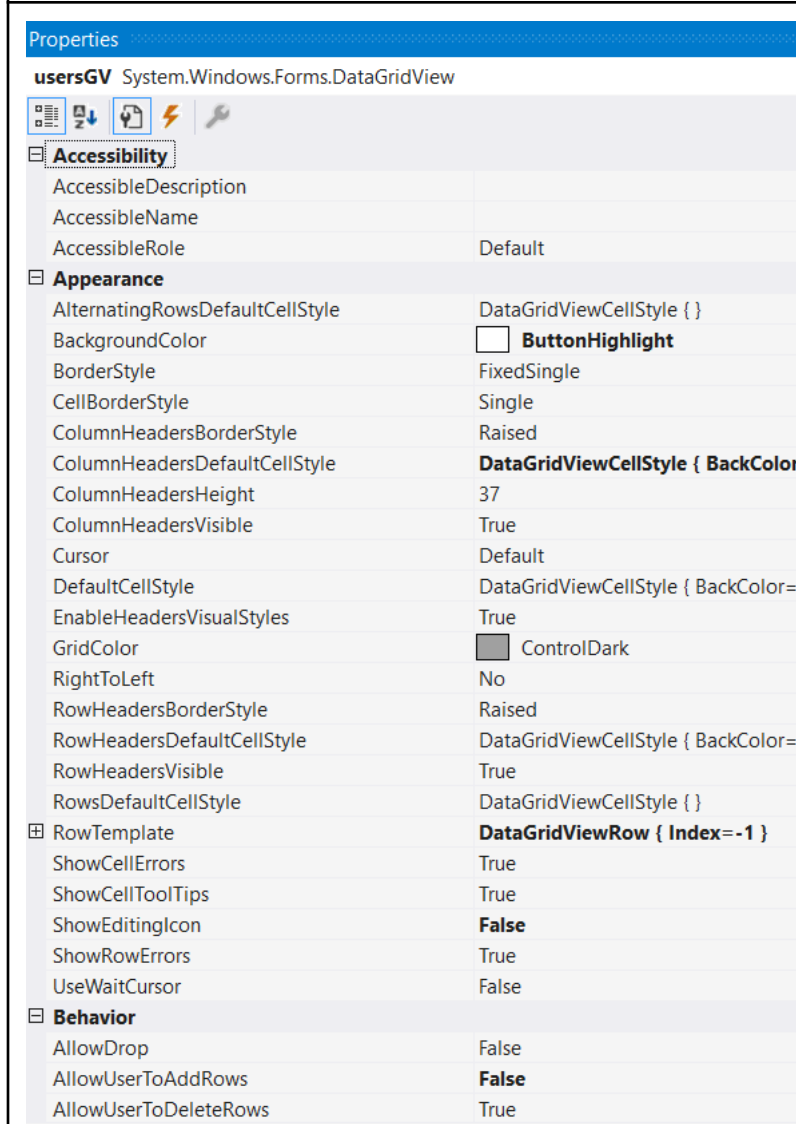 Properties
usersGV System.Windows.Forms.DataGridView
Accessibility
AccessibleDescription
AccessibleName
AccessibleRole Default
Appearance
AlternatingRowsDefaultCellStyle DataGridViewCellStyle { }
BackgroundColor ButtonHighlight
BorderStyle FixedSingle
CellBorderStyle Single
ColumnHeadersBorderStyle Raised
ColumnHeadersDefaultCellStyle DataGridViewCellStyle { BackColor
ColumnHeadersHeight 37
ColumnHeadersVisible True
Cursor Default
DefaultCellStyle DataGridViewCellStyle { BackColor=
EnableHeadersVisualStyles True
GridColor ControlDark
RightToLeft No
RowHeadersBorderStyle Raised
RowHeadersDefaultCellStyle DataGridViewCellStyle { BackColor=
RowHeadersVisible True
RowsDefaultCellStyle DataGridViewCellStyle { }
RowTemplate DataGridViewRow { Index=-1 }
ShowCellErrors True
ShowCellToolTips True
ShowEditingIcon False
ShowRowErrors True
UseWaitCursor False
Behavior
AllowDrop False
AllowUserToAddRows False
AllowUserToDeleteRows True